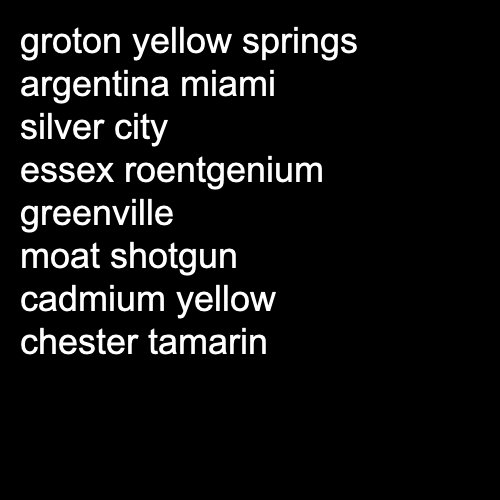 groton yellow springs
argentina miami
silver city
essex roentgenium
greenville
moat shotgun
cadmium yellow
chester tamarin